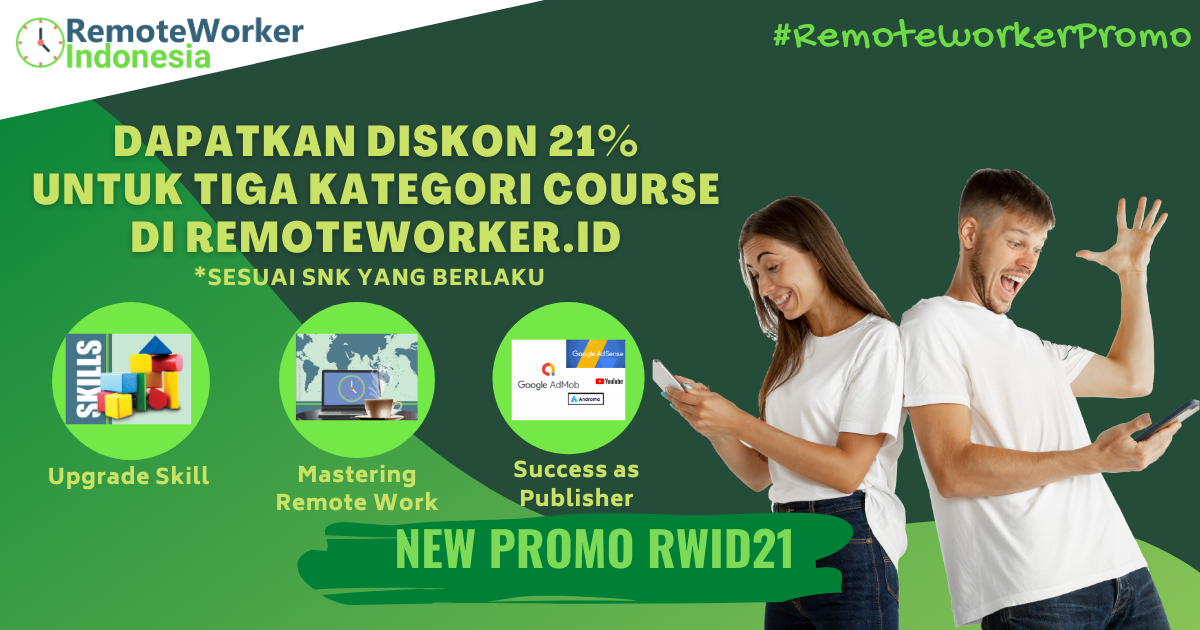 RemoteWorker
Indonesia
#RemoteworkerPromo
DAPATKAN DISKON 21%
UNTUK TIGA KATEGORI COURSE
DI REMOTEWORKER.ID
*SESUAI SNK YANG BERLAKU
SKILLS
Google AdSense
Google AdMob
YouTube
Andromo
Upgrade Skill
Mastering
Remote Work
Success as
Publisher
NEW PROMO RWID21